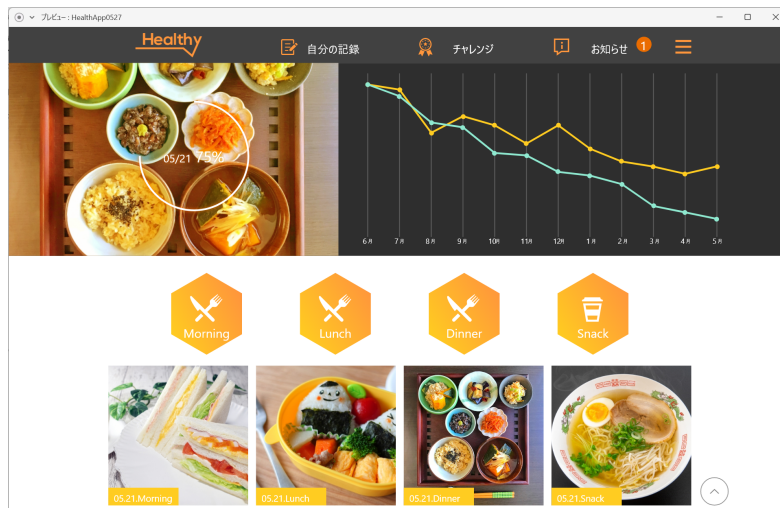 プレビュー : HealthApp0527
Healthy
自分の記録
チャレンジ
お知らせ 1
05/21 75%
6月 7月 8月 9月 10月 11月 12月 1月 2月 3月 4月 5月
Morning Lunch Dinner Snack
05.21.Morning 05.21.Lunch 05.21.Dinner 05.21.Snack